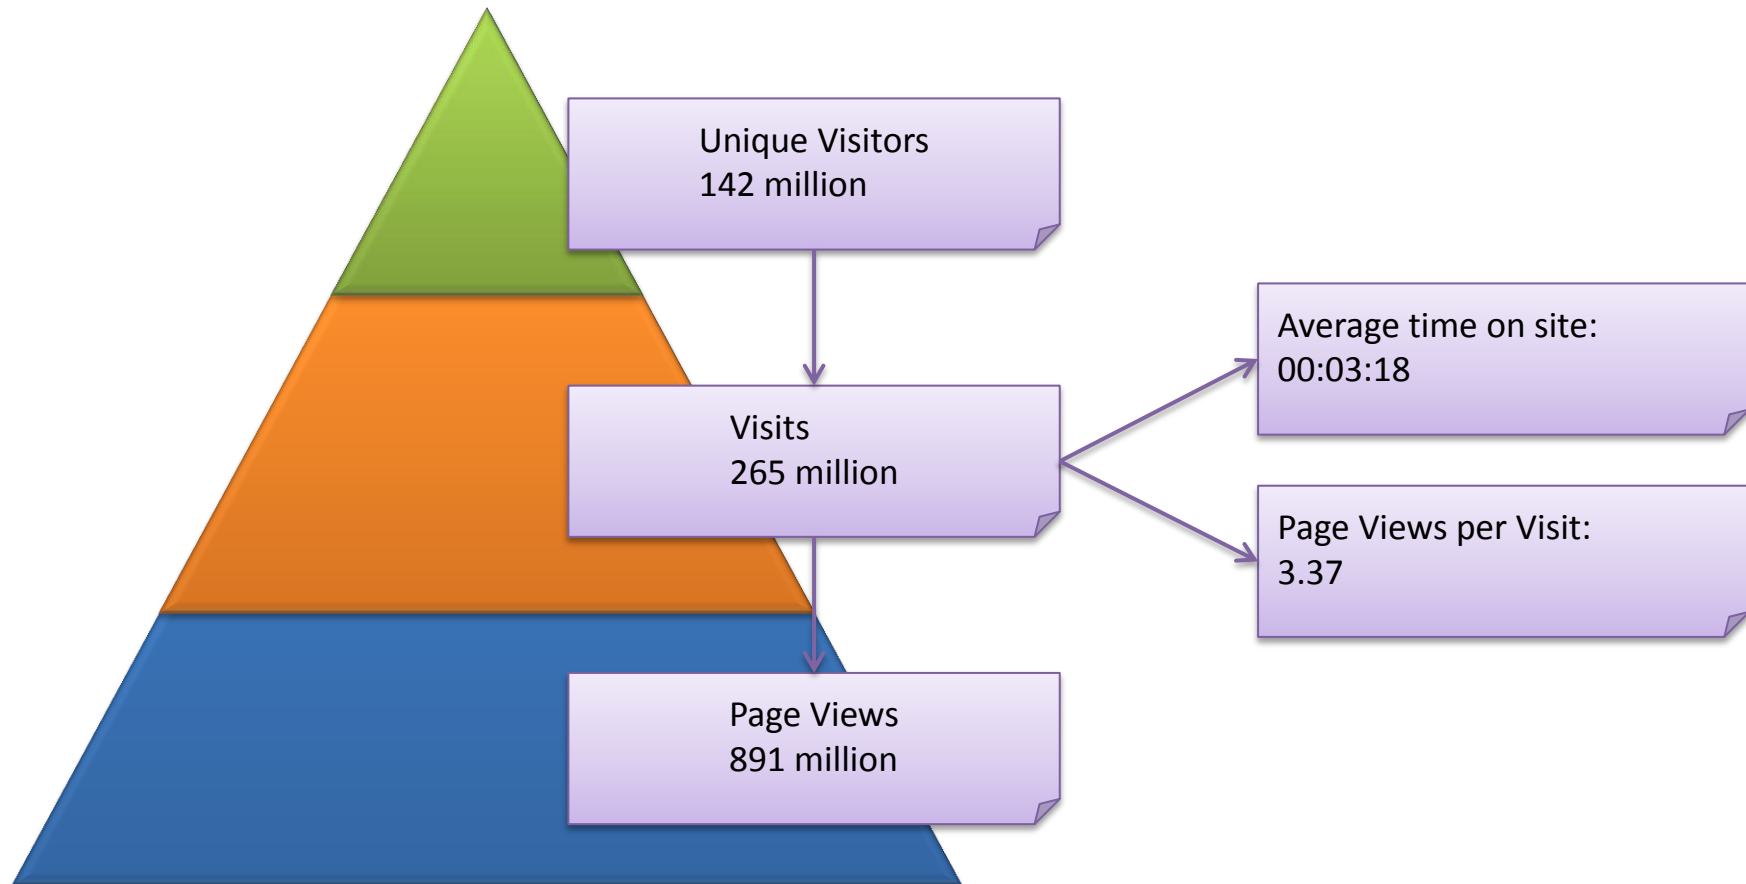 Unique Visitors
142 million
Visits
265 million
Average time on site:
00:03:18
Page Views per Visit:
3.37
Page Views
891 million